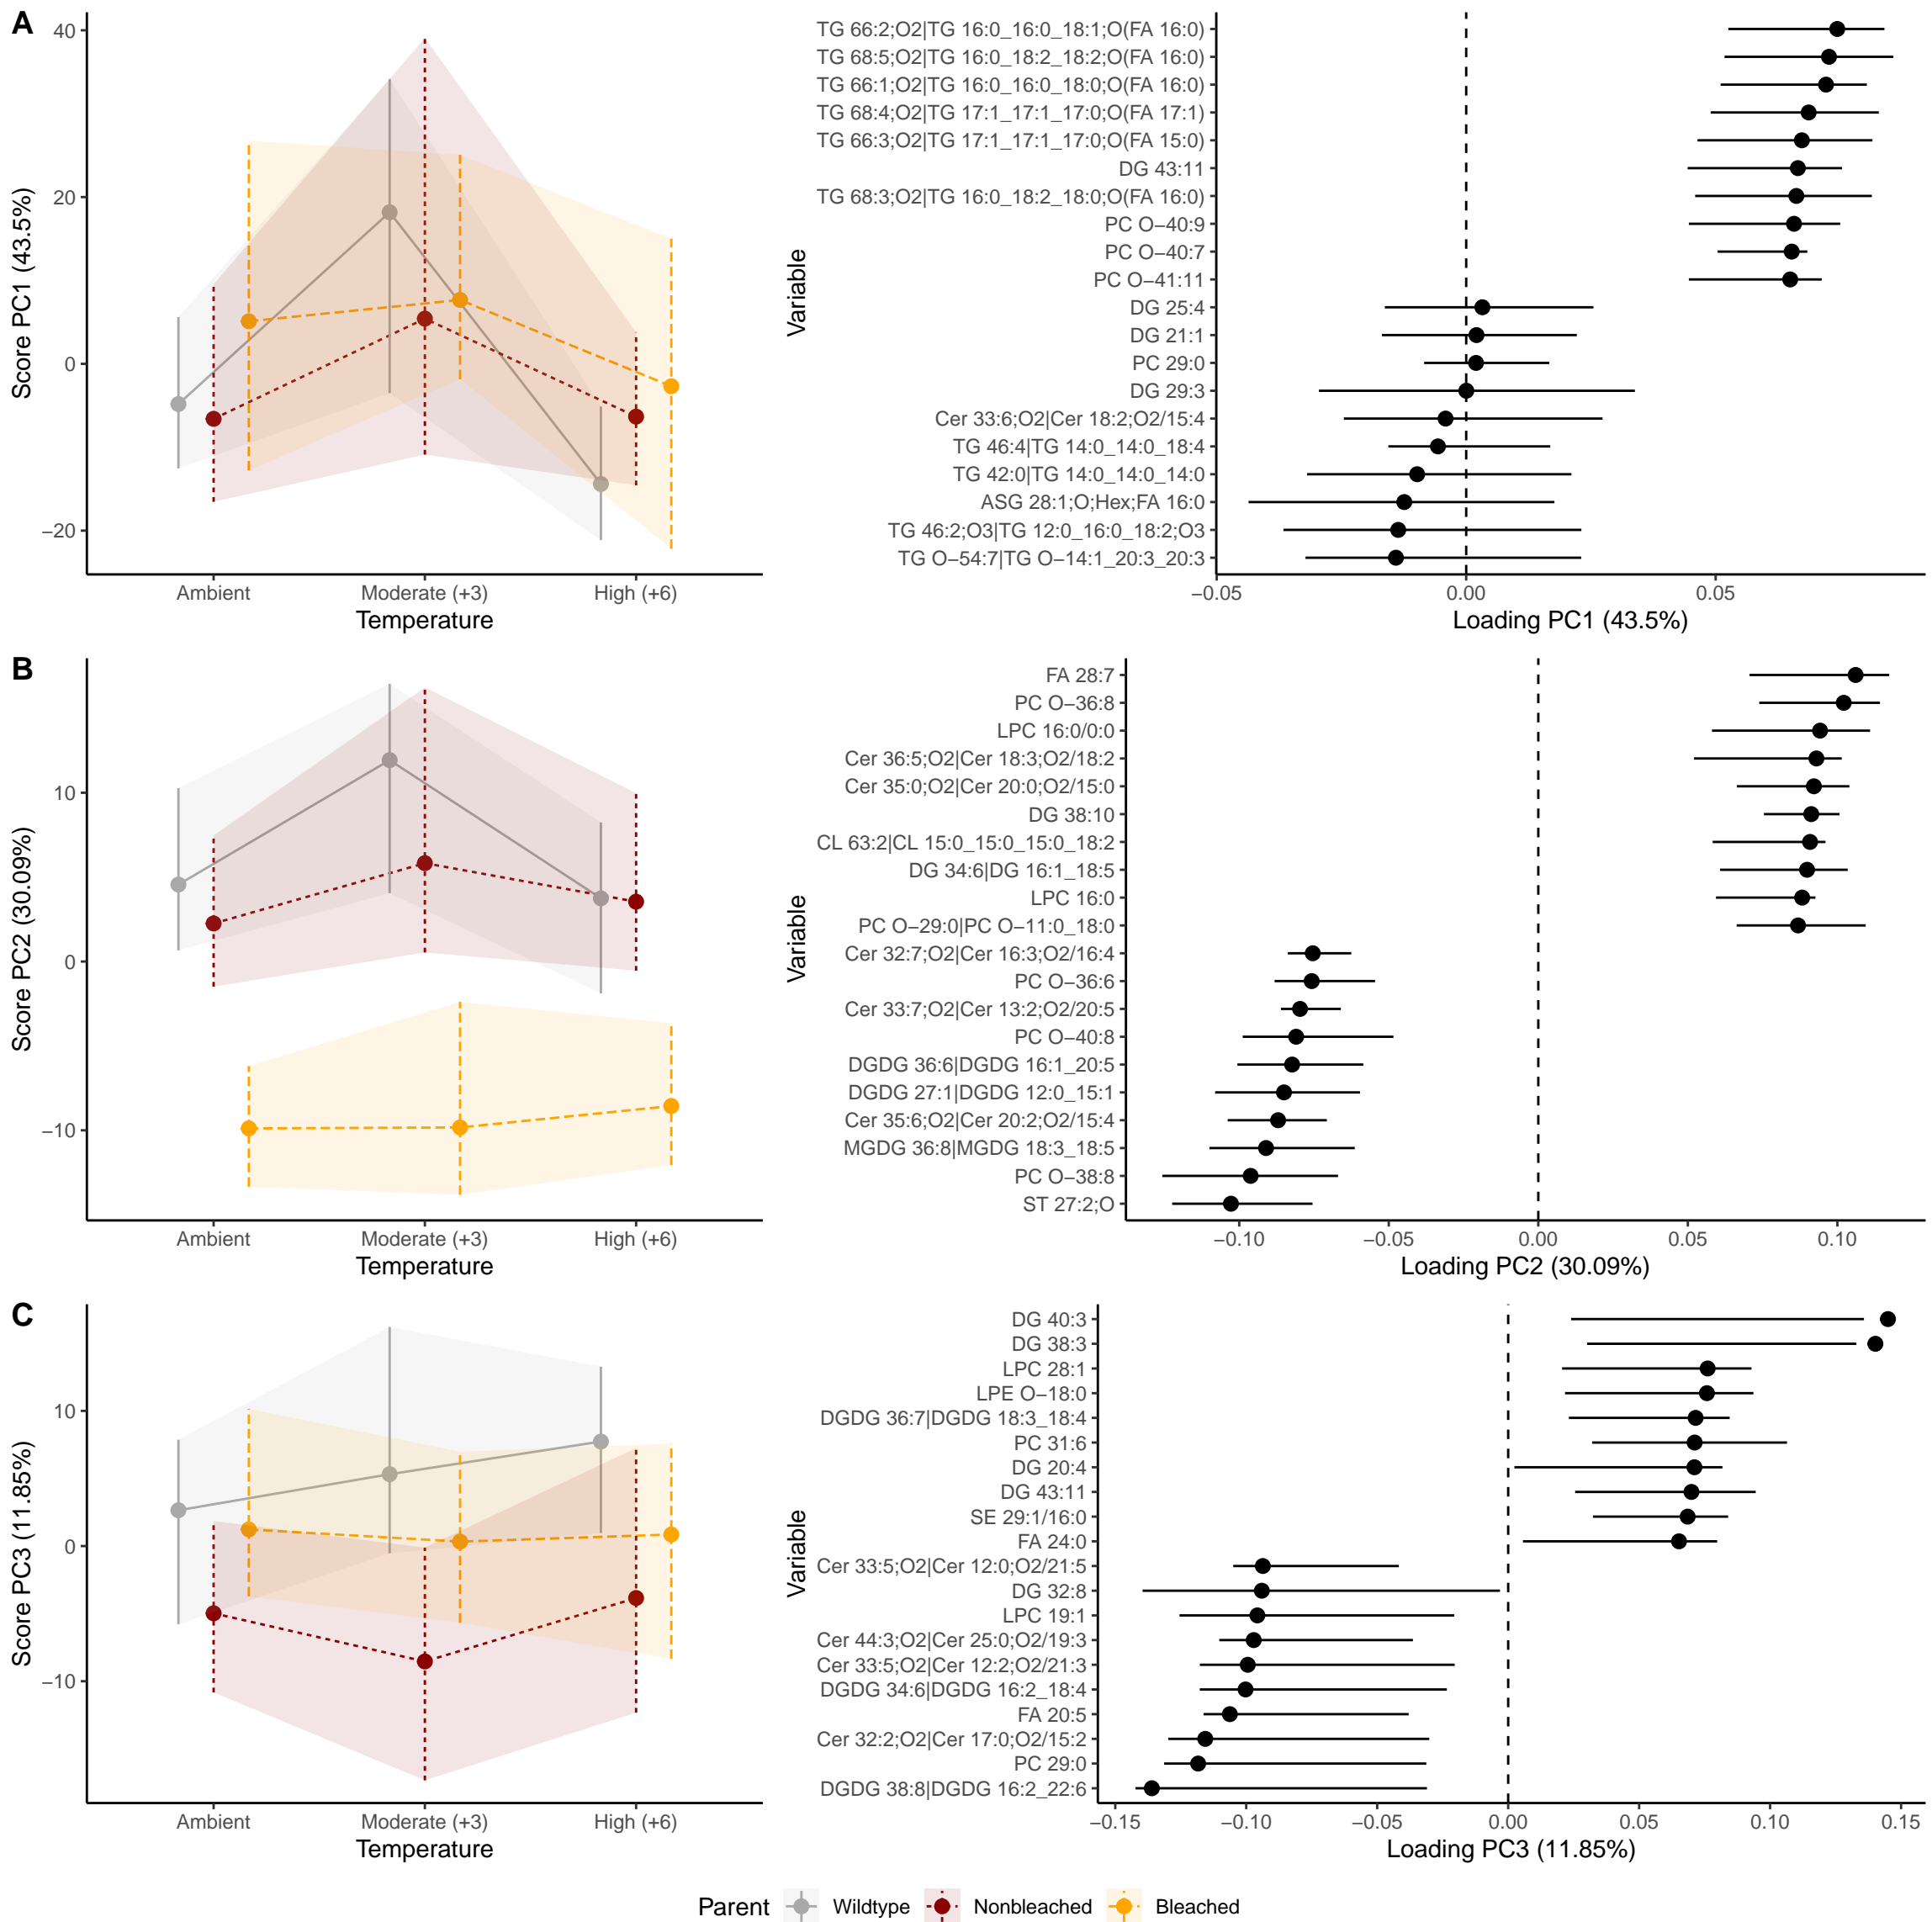 A
40
20
0
−20
Score PC1 (43.5%)
Ambient
Moderate (+3)
High (+6)
Temperature
Variable
TG 66:2;O2|TG 16:0_16:0_18:1;O(FA 16:0)
TG 68:5;O2|TG 16:0_18:2_18:2;O(FA 16:0)
TG 66:1;O2|TG 16:0_16:0_18:0;O(FA 16:0)
TG 68:4;O2|TG 17:1_17:1_17:0;O(FA 17:1)
TG 66:3;O2|TG 17:1_17:1_17:0;O(FA 15:0)
DG 43:11
TG 68:3;O2|TG 16:0_18:2_18:0;O(FA 16:0)
PC O−40:9
PC O−40:7
PC O−41:11
DG 25:4
DG 21:1
PC 29:0
DG 29:3
Cer 33:6;O2|Cer 18:2;O2/15:4
TG 46:4|TG 14:0_14:0_18:4
TG 42:0|TG 14:0_14:0_14:0
ASG 28:1;O;Hex;FA 16:0
TG 46:2;O3|TG 12:0_16:0_18:2;O3
TG O−54:7|TG O−14:1_20:3_20:3
−0.05
0.00
0.05
Loading PC1 (43.5%)
B
10
0
−10
Score PC2 (30.09%)
Ambient
Moderate (+3)
High (+6)
Temperature
Variable
FA 28:7
PC O−36:8
LPC 16:0/0:0
Cer 36:5;O2|Cer 18:3;O2/18:2
Cer 35:0;O2|Cer 20:0;O2/15:0
DG 38:10
CL 63:2|CL 15:0_15:0_15:0_18:2
DG 34:6|DG 16:1_18:5
LPC 16:0
PC O−29:0|PC O−11:0_18:0
Cer 32:7;O2|Cer 16:3;O2/16:4
PC O−36:6
Cer 33:7;O2|Cer 13:2;O2/20:5
PC O−40:8
DGDG 36:6|DGDG 16:1_20:5
DGDG 27:1|DGDG 12:0_15:1
Cer 35:6;O2|Cer 20:2;O2/15:4
MGDG 36:8|MGDG 18:3_18:5
PC O−38:8
ST 27:2;O
−0.10
−0.05
0.00
0.05
0.10
Loading PC2 (30.09%)
C
10
0
−10
Score PC3 (11.85%)
Ambient
Moderate (+3)
High (+6)
Temperature
Variable
DG 40:3
DG 38:3
LPC 28:1
LPE O−18:0
DGDG 36:7|DGDG 18:3_18:4
PC 31:6
DG 20:4
DG 43:11
SE 29:1/16:0
FA 24:0
Cer 33:5;O2|Cer 12:0;O2/21:5
DG 32:8
LPC 19:1
Cer 44:3;O2|Cer 25:0;O2/19:3
Cer 33:5;O2|Cer 12:2;O2/21:3
DGDG 34:6|DGDG 16:2_18:4
FA 20:5
Cer 32:2;O2|Cer 17:0;O2/15:2
PC 29:0
DGDG 38:8|DGDG 16:2_22:6
−0.15
−0.10
−0.05
0.00
0.05
0.10
0.15
Loading PC3 (11.85%)
Parent
Wildtype
Nonbleached
Bleached